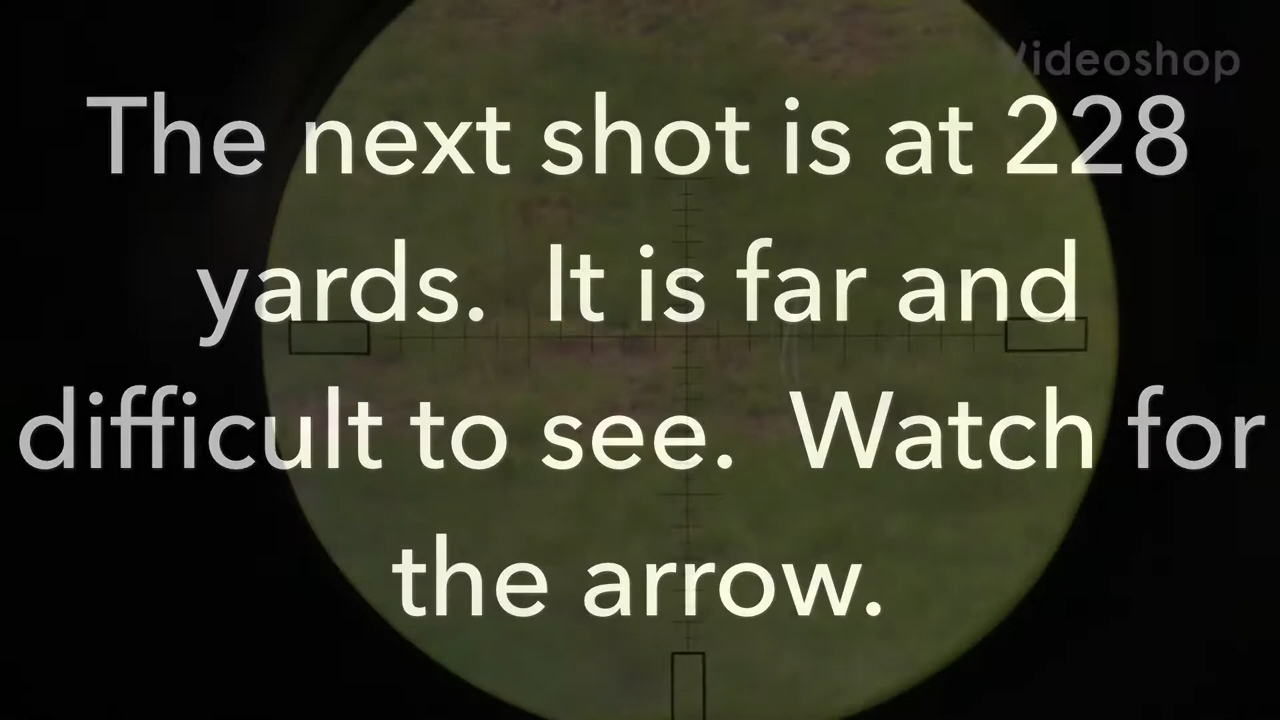 Videoshop
The next shot is at 228
yards.  It is far and
difficult to see.  Watch for
the arrow.